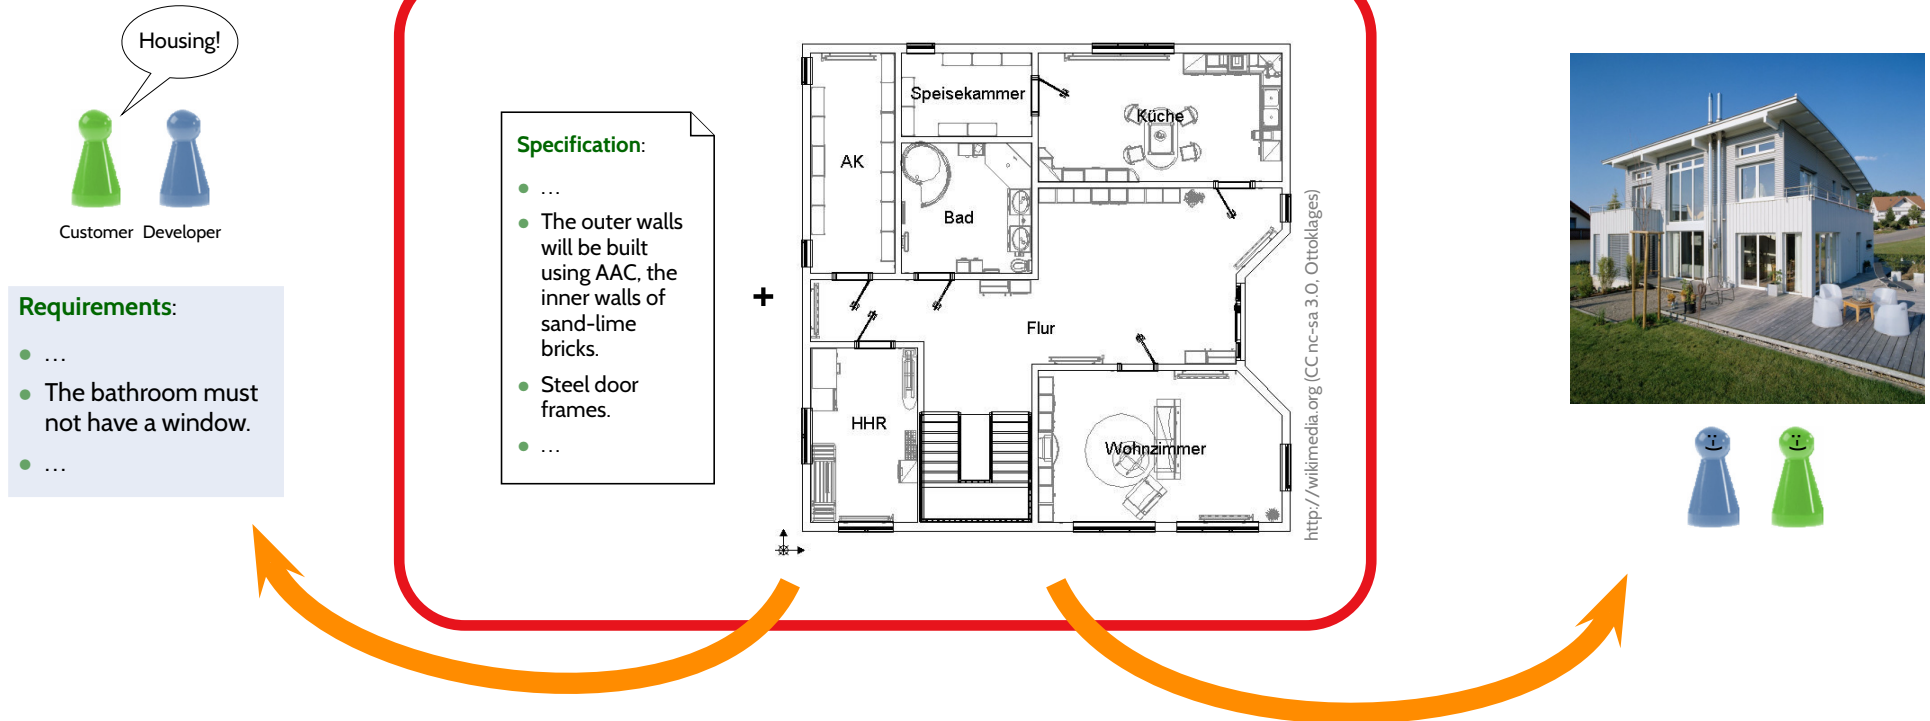 Housing!
Customer Developer
Requirements:
• ...
• The bathroom must
not have a window.
• ...
Specification:
• ...
• The outer walls
will be built
using AAC, the
inner walls of
sand-lime
bricks.
• Steel door
frames.
• ...
+
Speisekammer
Küche
AK
Bad
Flur
HHR
Wohnzimmer
http://wikimedia.org (CC nc-sa 3.0, Ottoklages)